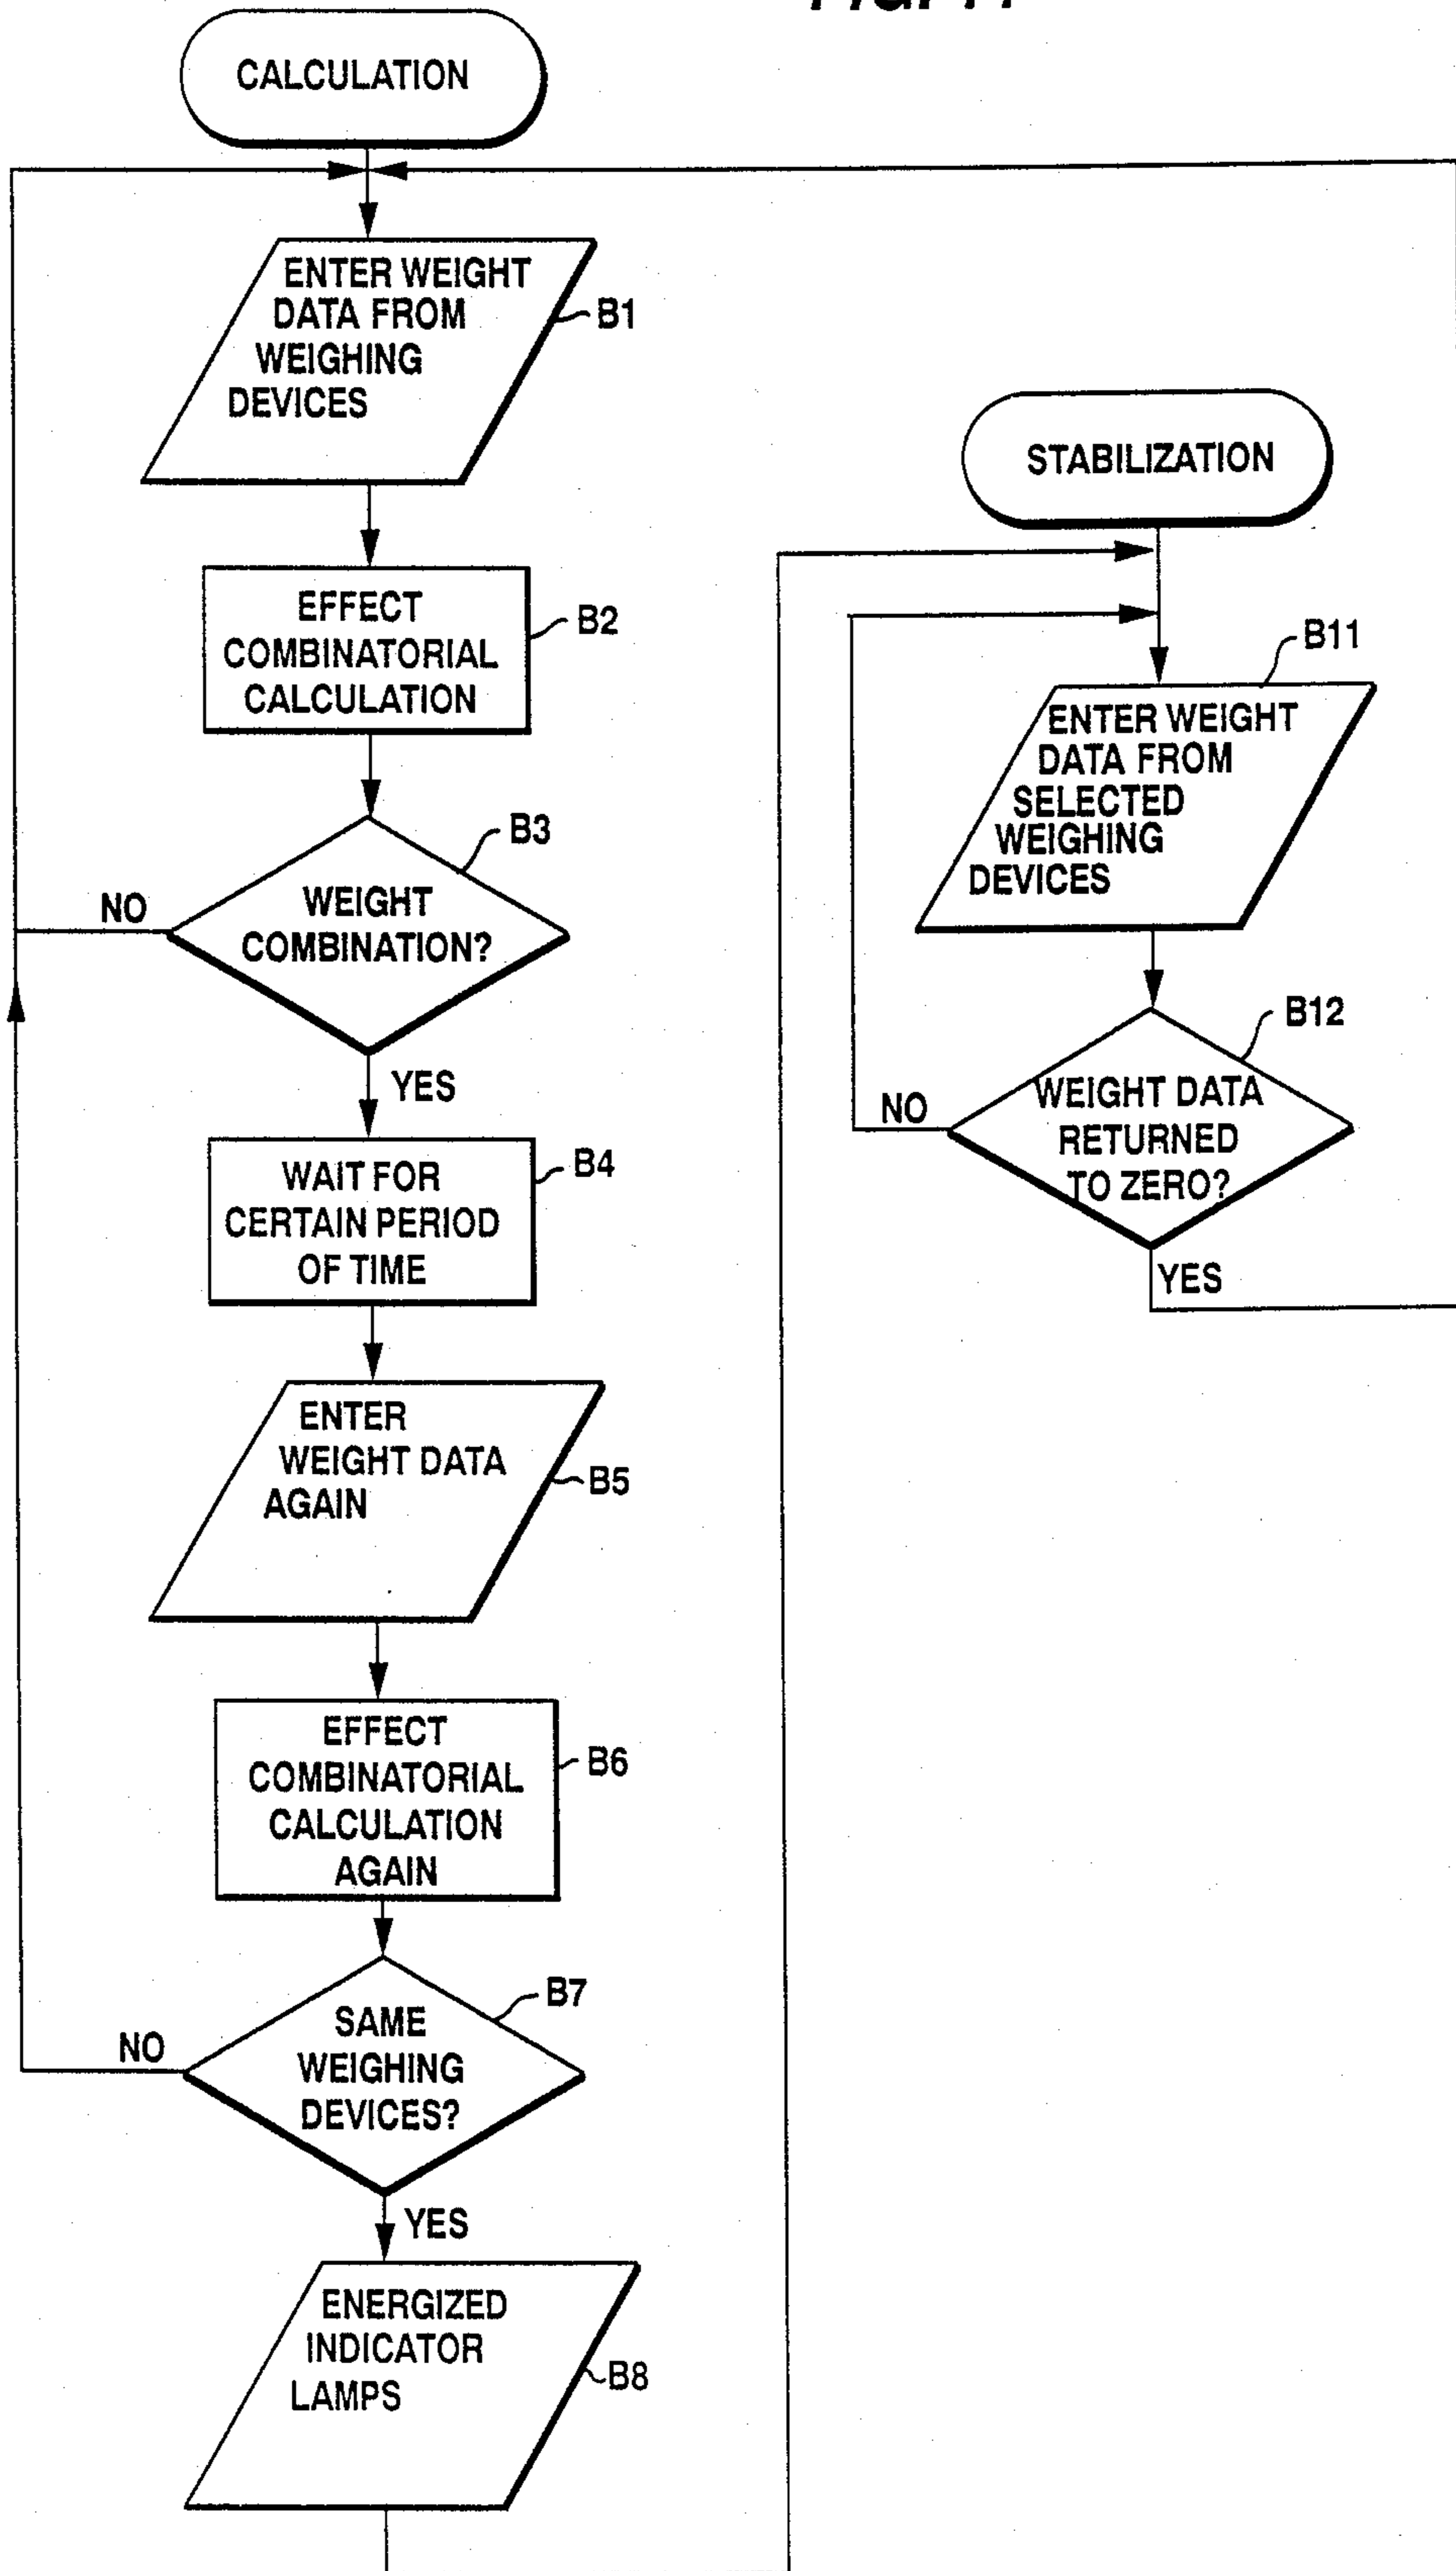 CALCULATION
ENTER WEIGHT
DATA FROM
WEIGHING
DEVICES
B1
EFFECT
COMBINATORIAL
CALCULATION
B2
B3
WEIGHT
COMBINATION?
NO
YES
WAIT FOR
CERTAIN PERIOD
OF TIME
B4
ENTER
WEIGHT DATA
AGAIN
B5
EFFECT
COMBINATORIAL
CALCULATION
AGAIN
B6
B7
SAME
WEIGHING
DEVICES?
NO
YES
ENERGIZED
INDICATOR
LAMPS
B8
STABILIZATION
B11
ENTER WEIGHT
DATA FROM
SELECTED
WEIGHING
DEVICES
B12
WEIGHT DATA
RETURNED
TO ZERO?
NO
YES